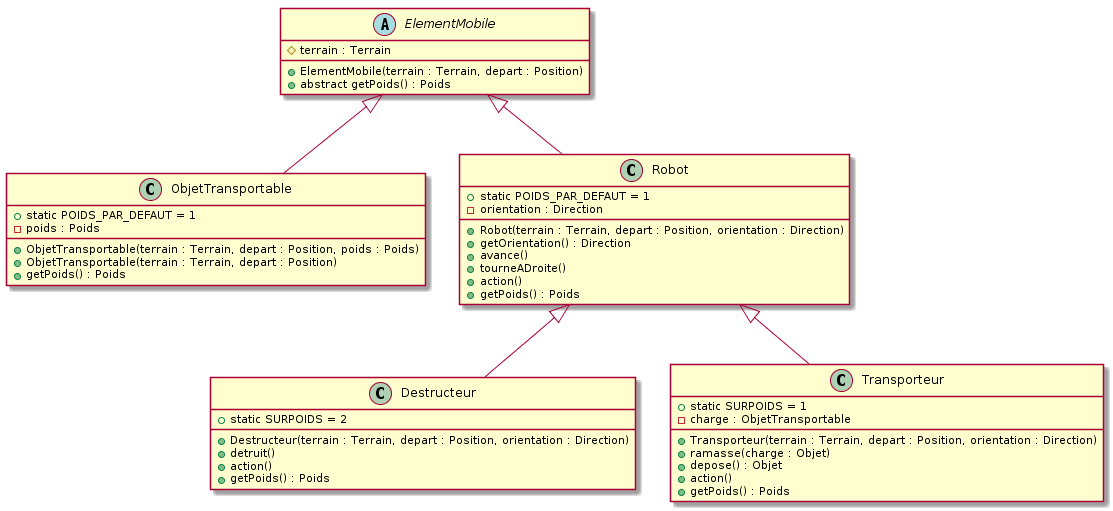 A ElementMobile
terrain : Terrain
ElementMobile(terrain : Terrain, depart : Position)
abstract getPoids() : Poids
C ObjetTransportable
static POIDS_PAR_DEFAUT = 1
poids : Poids
ObjetTransportable(terrain : Terrain, depart : Position, poids : Poids)
ObjetTransportable(terrain : Terrain, depart : Position)
getPoids() : Poids
C Robot
static POIDS_PAR_DEFAUT = 1
orientation : Direction
Robot(terrain : Terrain, depart : Position, orientation : Direction)
getOrientation() : Direction
avance()
tourneADroite()
action()
getPoids() : Poids
C Destructeur
static SURPOIDS = 2
Destructeur(terrain : Terrain, depart : Position, orientation : Direction)
detruit()
action()
getPoids() : Poids
C Transporteur
static SURPOIDS = 1
charge : ObjetTransportable
Transporteur(terrain : Terrain, depart : Position, orientation : Direction)
ramasse(charge : Objet)
depose() : Objet
action()
getPoids() : Poids